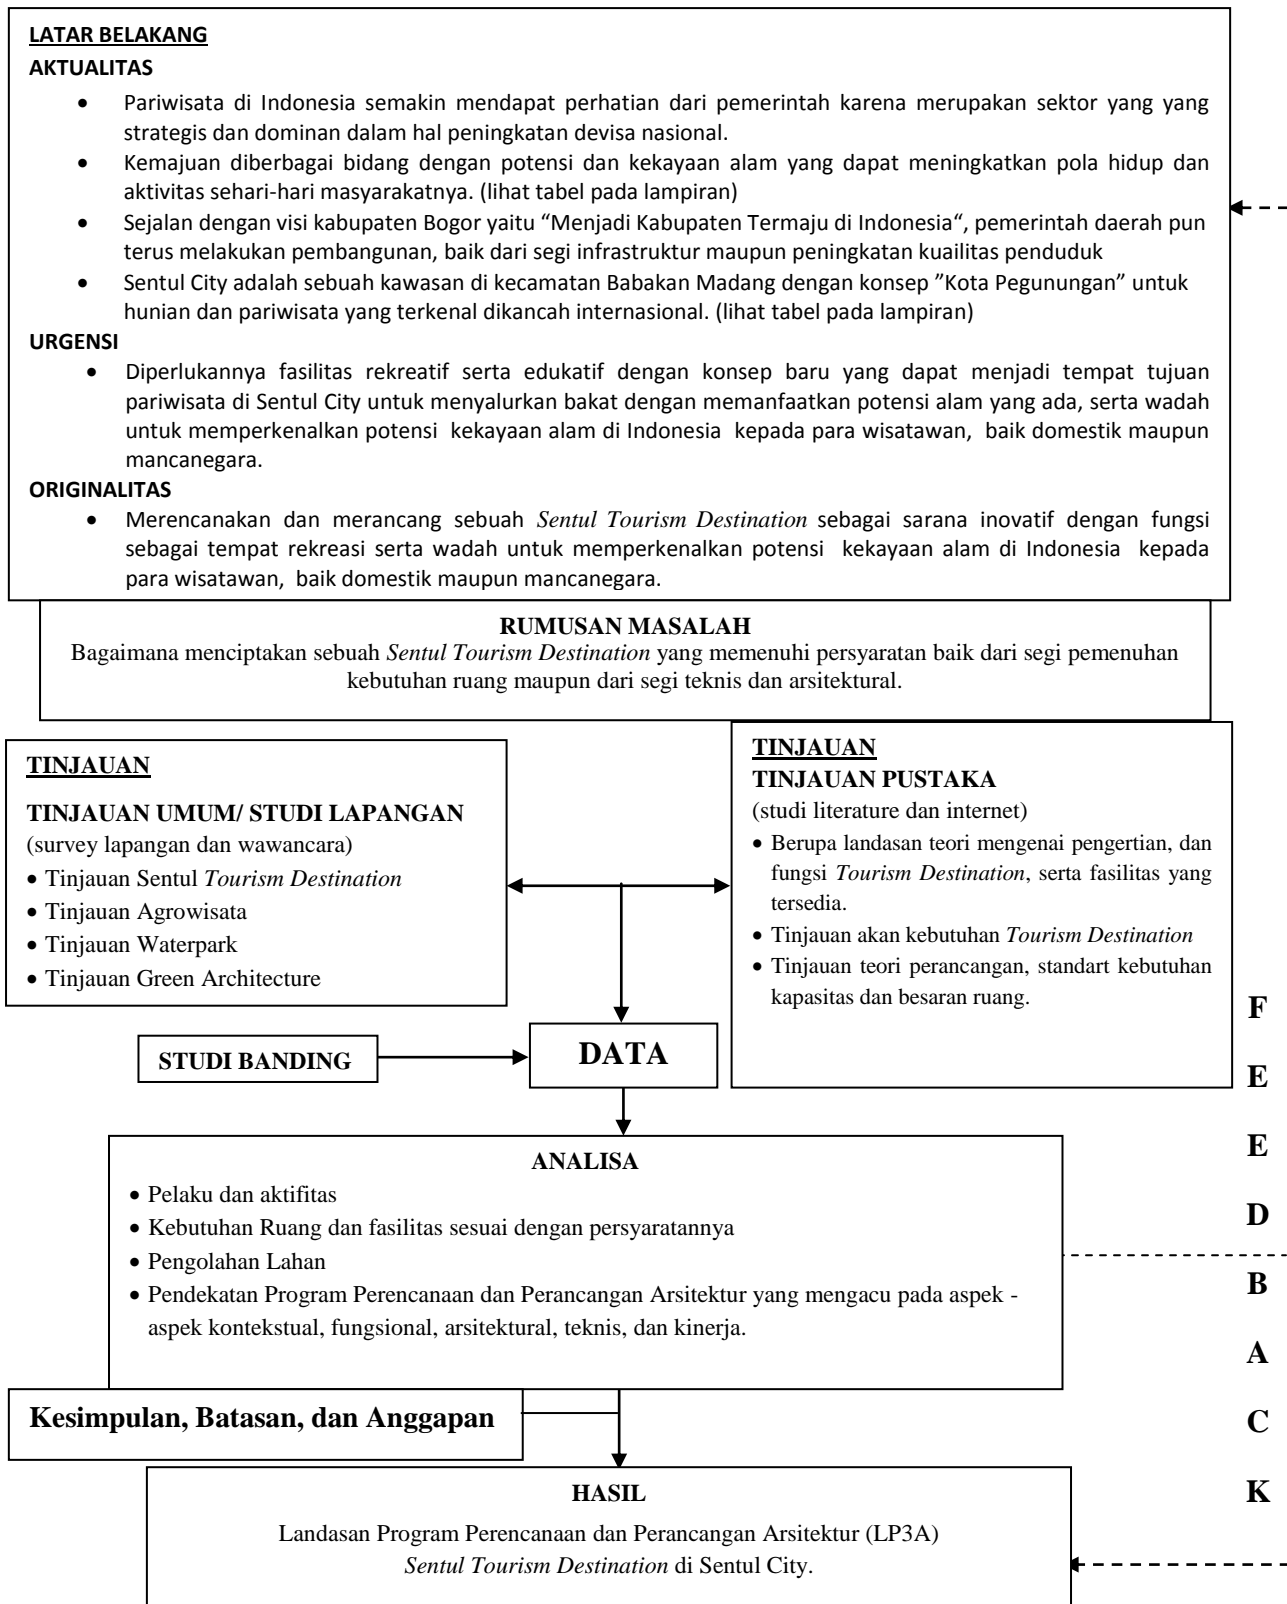 LATAR BELAKANG
AKTUALITAS
• Pariwisata di Indonesia semakin mendapat perhatian dari pemerintah karena merupakan sektor yang yang
strategis dan dominan dalam hal peningkatan devisa nasional.
• Kemajuan diberbagai bidang dengan potensi dan kekayaan alam yang dapat meningkatkan pola hidup dan
aktivitas sehari-hari masyarakatnya. (lihat tabel pada lampiran)
• Sejalan dengan visi kabupaten Bogor yaitu “Menjadi Kabupaten Termaju di Indonesia“, pemerintah daerah pun
terus melakukan pembangunan, baik dari segi infrastruktur maupun peningkatan kuailitas penduduk
• Sentul City adalah sebuah kawasan di kecamatan Babakan Madang dengan konsep ”Kota Pegunungan” untuk
hunian dan pariwisata yang terkenal dikancah internasional. (lihat tabel pada lampiran)
URGENSI
• Diperlukannya fasilitas rekreatif serta edukatif dengan konsep baru yang dapat menjadi tempat tujuan
pariwisata di Sentul City untuk menyalurkan bakat dengan memanfaatkan potensi alam yang ada, serta wadah
untuk memperkenalkan potensi kekayaan alam di Indonesia kepada para wisatawan, baik domestik maupun
mancanegara.
ORIGINALITAS
• Merencanakan dan merancang sebuah Sentul Tourism Destination sebagai sarana inovatif dengan fungsi
sebagai tempat rekreasi serta wadah untuk memperkenalkan potensi kekayaan alam di Indonesia kepada
para wisatawan, baik domestik maupun mancanegara.
RUMUSAN MASALAH
Bagaimana menciptakan sebuah Sentul Tourism Destination yang memenuhi persyaratan baik dari segi pemenuhan
kebutuhan ruang maupun dari segi teknis dan arsitektural.
TINJAUAN
TINJAUAN UMUM/ STUDI LAPANGAN
(survey lapangan dan wawancara)
• Tinjauan Sentul Tourism Destination
• Tinjauan Agrowisata
• Tinjauan Waterpark
• Tinjauan Green Architecture
TINJAUAN
TINJAUAN PUSTAKA
(studi literature dan internet)
• Berupa landasan teori mengenai pengertian, dan
fungsi Tourism Destination, serta fasilitas yang
tersedia.
• Tinjauan akan kebutuhan Tourism Destination
• Tinjauan teori perancangan, standart kebutuhan
kapasitas dan besaran ruang.
STUDI BANDING
DATA
ANALISA
• Pelaku dan aktifitas
• Kebutuhan Ruang dan fasilitas sesuai dengan persyaratannya
• Pengolahan Lahan
• Pendekatan Program Perencanaan dan Perancangan Arsitektur yang mengacu pada aspek -
aspek kontekstual, fungsional, arsitektural, teknis, dan kinerja.
Kesimpulan, Batasan, dan Anggapan
HASIL
Landasan Program Perencanaan dan Perancangan Arsitektur (LP3A)
Sentul Tourism Destination di Sentul City.
F
E
E
D
B
A
C
K